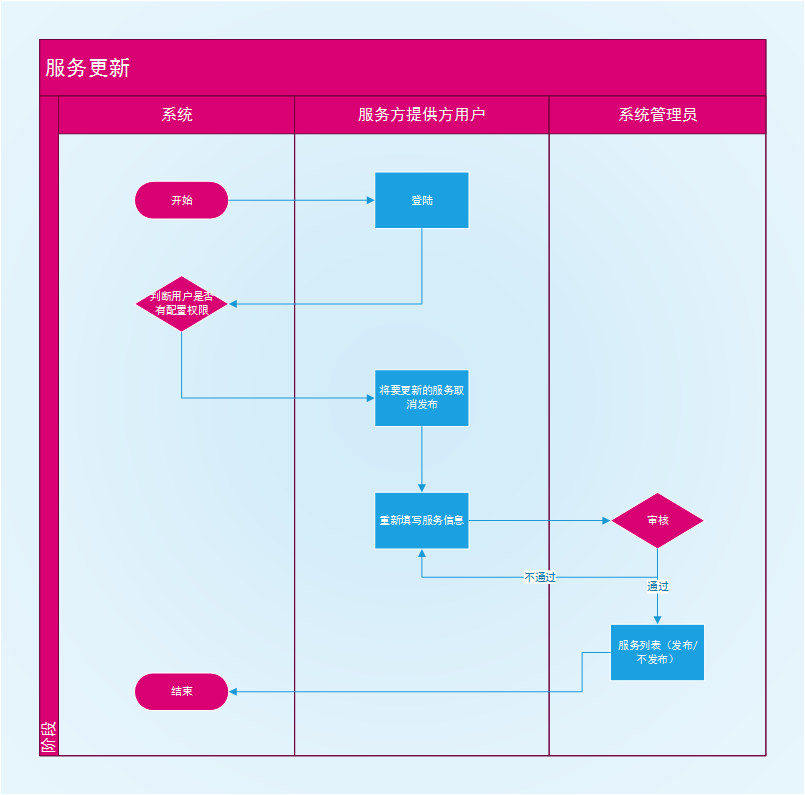 服务更新
系统
服务方提供方用户
系统管理员
开始
登陆
判断用户是否
有配置权限
将要更新的服务取
消发布
重新填写服务信息
审核
不通过
通过
服务列表（发布/
不发布）
结束
阶段